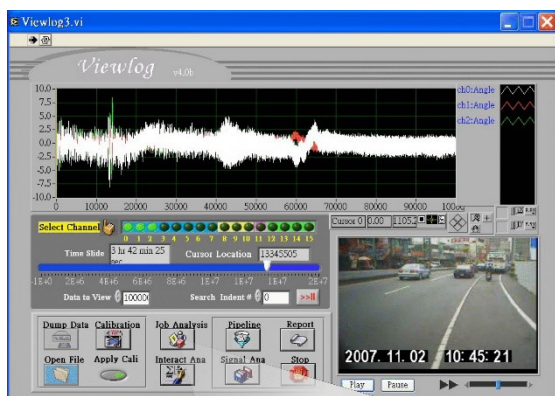 Viewlog3.vi
Viewlog v4.0b
ch0:Angle
ch1:Angle
ch2:Angle
10.0
7.5
5.0
2.5
0.0
-2.5
-5.0
-7.5
-10.0
0 10000 20000 30000 40000 50000 60000 70000 80000 90000
Select Channel
0 1 2 3 4 5 6 7 8 9 10 11 12 13 14 15
Cursor 0 0.00
Time Slide 3 hr 42 min 25 sec
Cursor Location 13345505
-1E+0 2E+6 4E+6 6E+6 8E+6 1E+7 1E+7 2E+7
Data to View 10000
Search Indent # 0 >>||
Dump Data Calibration Job Analysis Pipeline Report
Open File Apply Cali Interact Ana Signal Ana Stop
2007. 11. 02 10: 45: 21
Play Pause